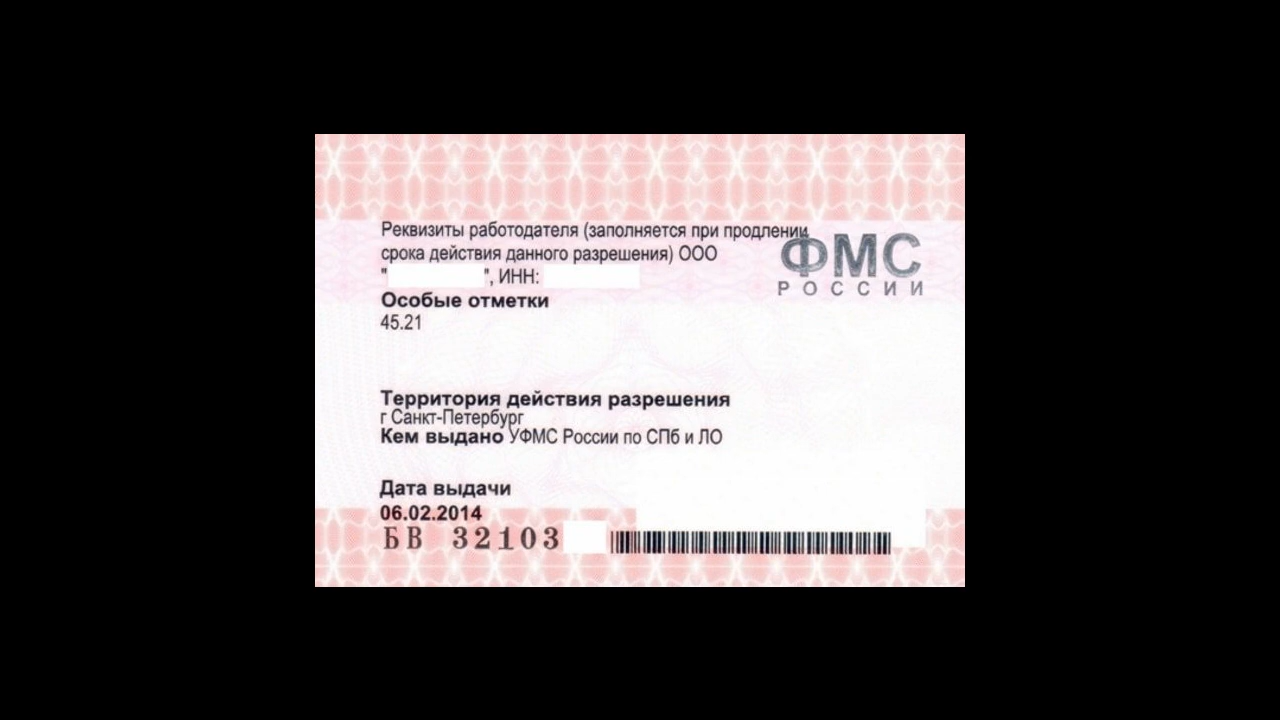 Реквизиты работодателя (заполняется при продлении
срока действия данного разрешения) ООО
"", ИНН:
ФМС
РОССИИ
Особые отметки
45.21
Территория действия разрешения
г Санкт-Петербург
Кем выдано УФМС России по СПб и ЛО
Дата выдачи
06.02.2014
БВ 32103